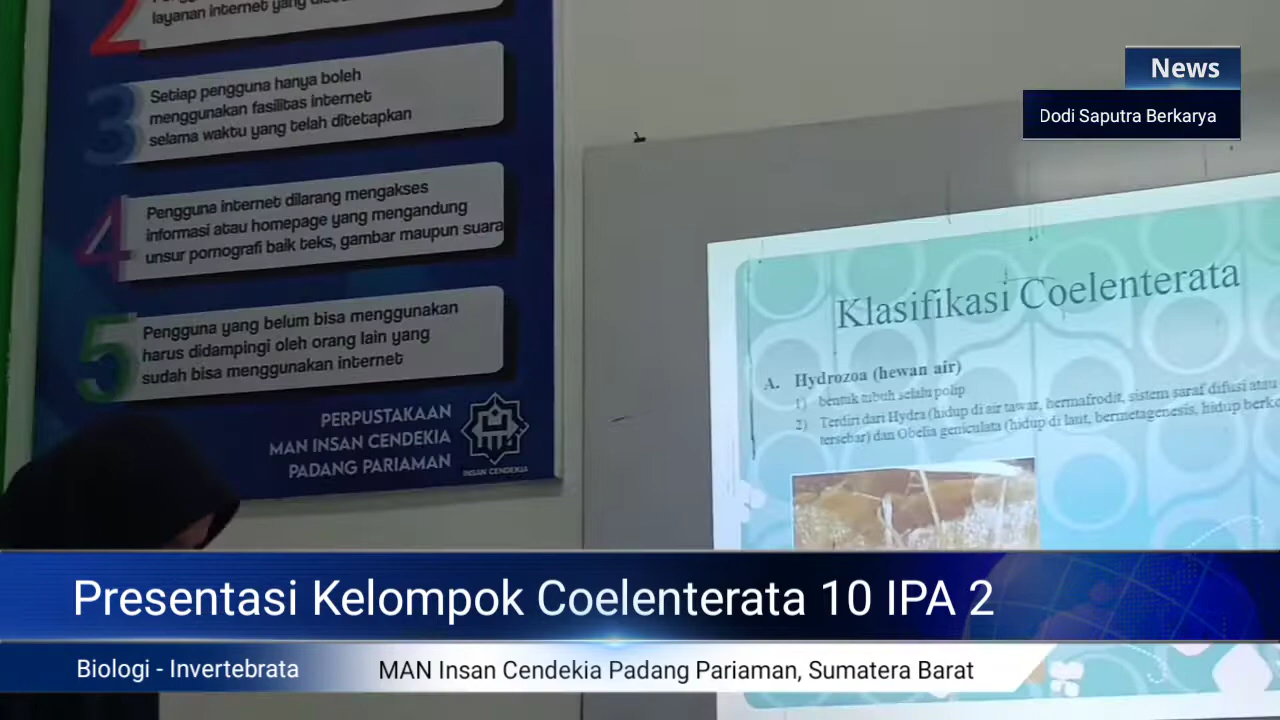 2
layanan internet yang
3
Setiap pengguna hanya boleh
menggunakan fasilitas internet
selama waktu yang telah ditetapkan
4
Pengguna internet dilarang mengakses
informasi atau homepage yang mengandung
unsur pornografi baik teks, gambar maupun suara
5
Pengguna yang belum bisa menggunakan
harus didampingi oleh orang lain yang
sudah bisa menggunakan internet
PERPUSTAKAAN
MAN INSAN CENDEKIA
PADANG PARIAMAN
INSAN CENDEKIA
News
Dodi Saputra Berkarya
Klasifikasi Coelenterata
A. Hydrozoa (hewan air)
1) bentuk tubuh selalu polip
2) Terdiri dari Hydra (hidup di air tawar, hermafrodit, sistem saraf difusi atau
tersebar) dan Obelia geniculata (hidup di laut, bermetagenesis, hidup berko
Presentasi Kelompok Coelenterata 10 IPA 2
Biologi - Invertebrata
MAN Insan Cendekia Padang Pariaman, Sumatera Barat